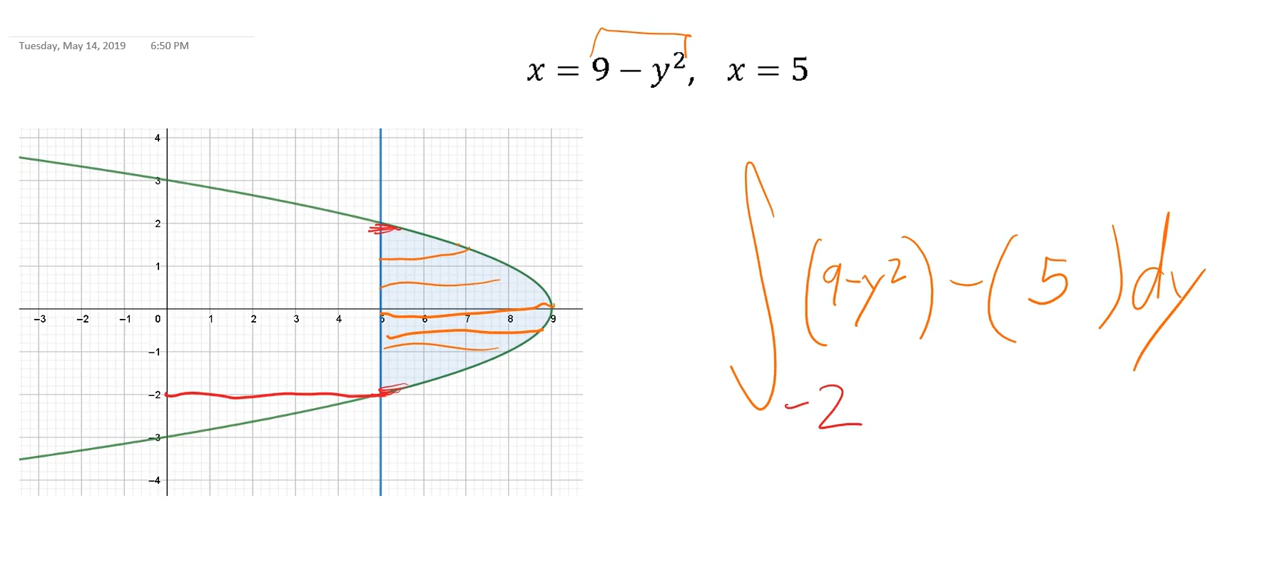 Tuesday, May 14, 2019 6:50 PM
x = 9 − y², x = 5
4
3
2
1
−3 −2 −1 0 1 2 3 4 5 6 7 8 9
−1
−2
−3
−4
∫ (9-y²) - (5) dy
-2